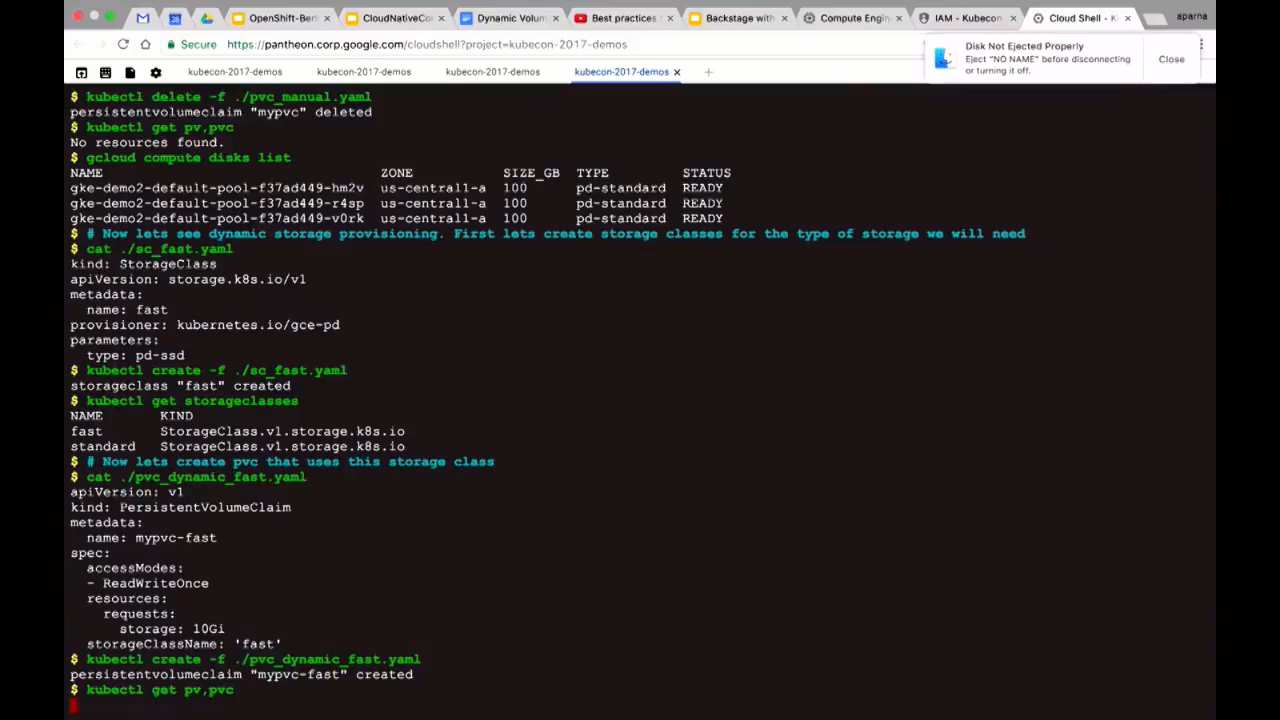 28
OpenShift-Ber
CloudNativeCo
Dynamic Volum
Best practices
Backstage with
Compute Engin
IAM - Kubecon
Cloud Shell - K
aparna
Secure
https://pantheon.corp.google.com/cloudshell?project=kubecon-2017-demos
Disk Not Ejected Properly
Eject “NO NAME” before disconnecting
or turning it off.
Close
kubecon-2017-demos
kubecon-2017-demos
kubecon-2017-demos
kubecon-2017-demos
$ kubectl delete -f ./pvc_manual.yaml
persistentvolumeclaim "mypvc" deleted
$ kubectl get pv,pvc
No resources found.
$ gcloud compute disks list
NAME ZONE SIZE_GB TYPE STATUS
gke-demo2-default-pool-f37ad449-hm2v us-central1-a 100 pd-standard READY
gke-demo2-default-pool-f37ad449-r4sp us-central1-a 100 pd-standard READY
gke-demo2-default-pool-f37ad449-v0rk us-central1-a 100 pd-standard READY
$ # Now lets see dynamic storage provisioning. First lets create storage classes for the type of storage we will need
$ cat ./sc_fast.yaml
kind: StorageClass
apiVersion: storage.k8s.io/v1
metadata:
name: fast
provisioner: kubernetes.io/gce-pd
parameters:
type: pd-ssd
$ kubectl create -f ./sc_fast.yaml
storageclass "fast" created
$ kubectl get storageclasses
NAME KIND
fast StorageClass.v1.storage.k8s.io
standard StorageClass.v1.storage.k8s.io
$ # Now lets create pvc that uses this storage class
$ cat ./pvc_dynamic_fast.yaml
apiVersion: v1
kind: PersistentVolumeClaim
metadata:
name: mypvc-fast
spec:
accessModes:
- ReadWriteOnce
resources:
requests:
storage: 10Gi
storageClassName: 'fast'
$ kubectl create -f ./pvc_dynamic_fast.yaml
persistentvolumeclaim "mypvc-fast" created
$ kubectl get pv,pvc